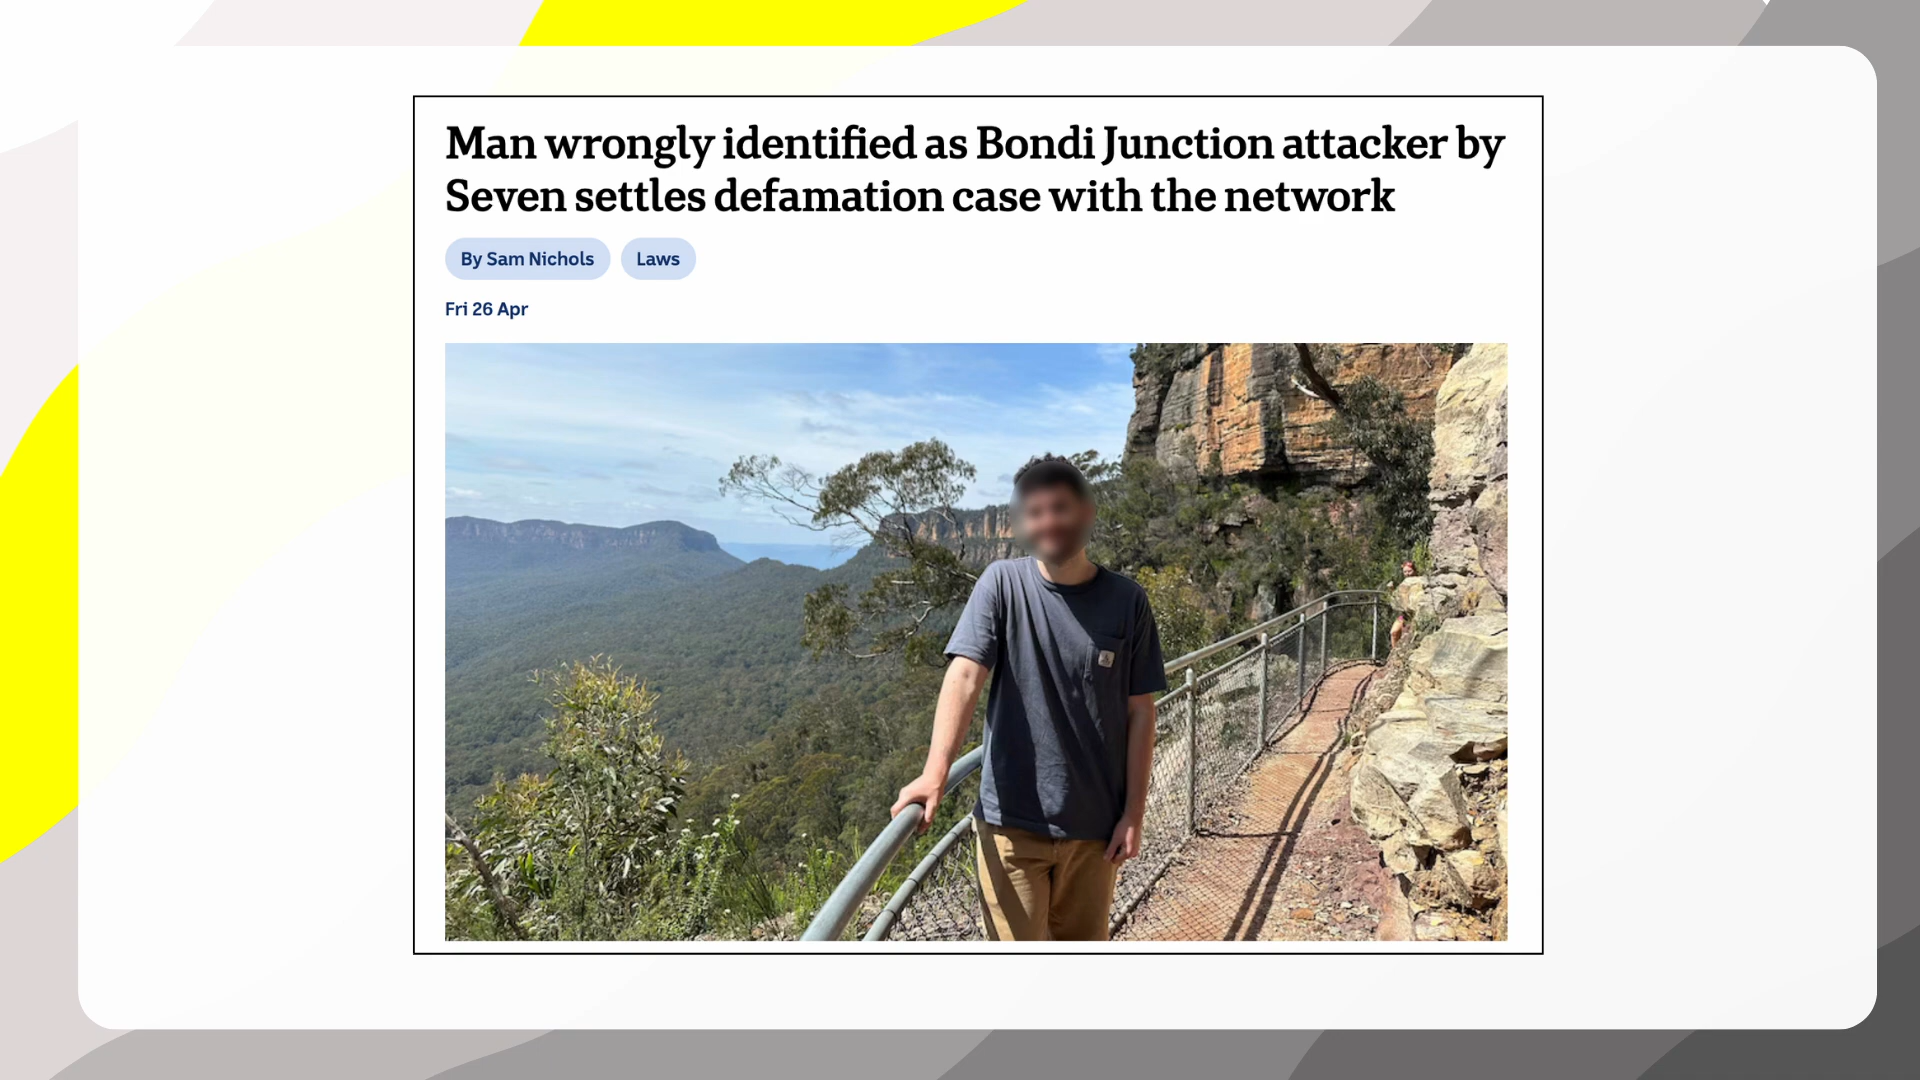 Man wrongly identified as Bondi Junction attacker by
Seven settles defamation case with the network
By Sam Nichols
Laws
Fri 26 Apr